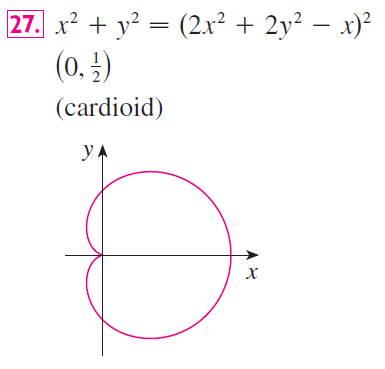 27. x² + y² = (2x² + 2y² − x)²
(0, ½)
(cardioid)
y
x